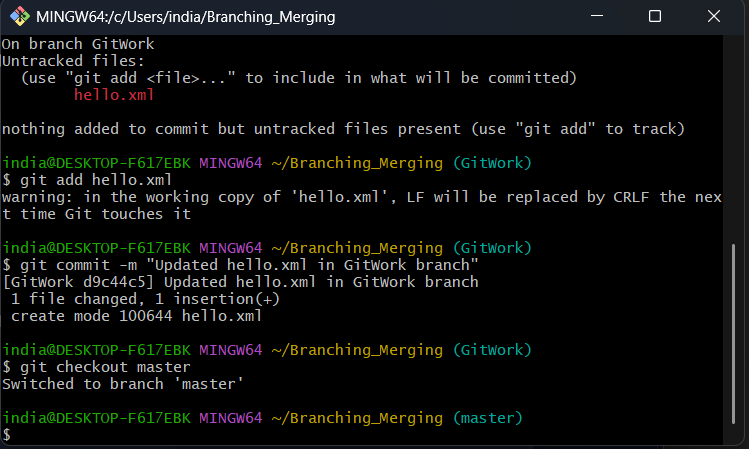 MINGW64:/c/Users/india/Branching_Merging
On branch GitWork
Untracked files:
  (use "git add <file>..." to include in what will be committed)
        hello.xml
nothing added to commit but untracked files present (use "git add" to track)
india@DESKTOP-F617EBK MINGW64 ~/Branching_Merging (GitWork)
$ git add hello.xml
warning: in the working copy of 'hello.xml', LF will be replaced by CRLF the nex
t time Git touches it
india@DESKTOP-F617EBK MINGW64 ~/Branching_Merging (GitWork)
$ git commit -m "Updated hello.xml in GitWork branch"
[GitWork d9c44c5] Updated hello.xml in GitWork branch
 1 file changed, 1 insertion(+)
 create mode 100644 hello.xml
india@DESKTOP-F617EBK MINGW64 ~/Branching_Merging (GitWork)
$ git checkout master
Switched to branch 'master'
india@DESKTOP-F617EBK MINGW64 ~/Branching_Merging (master)
$